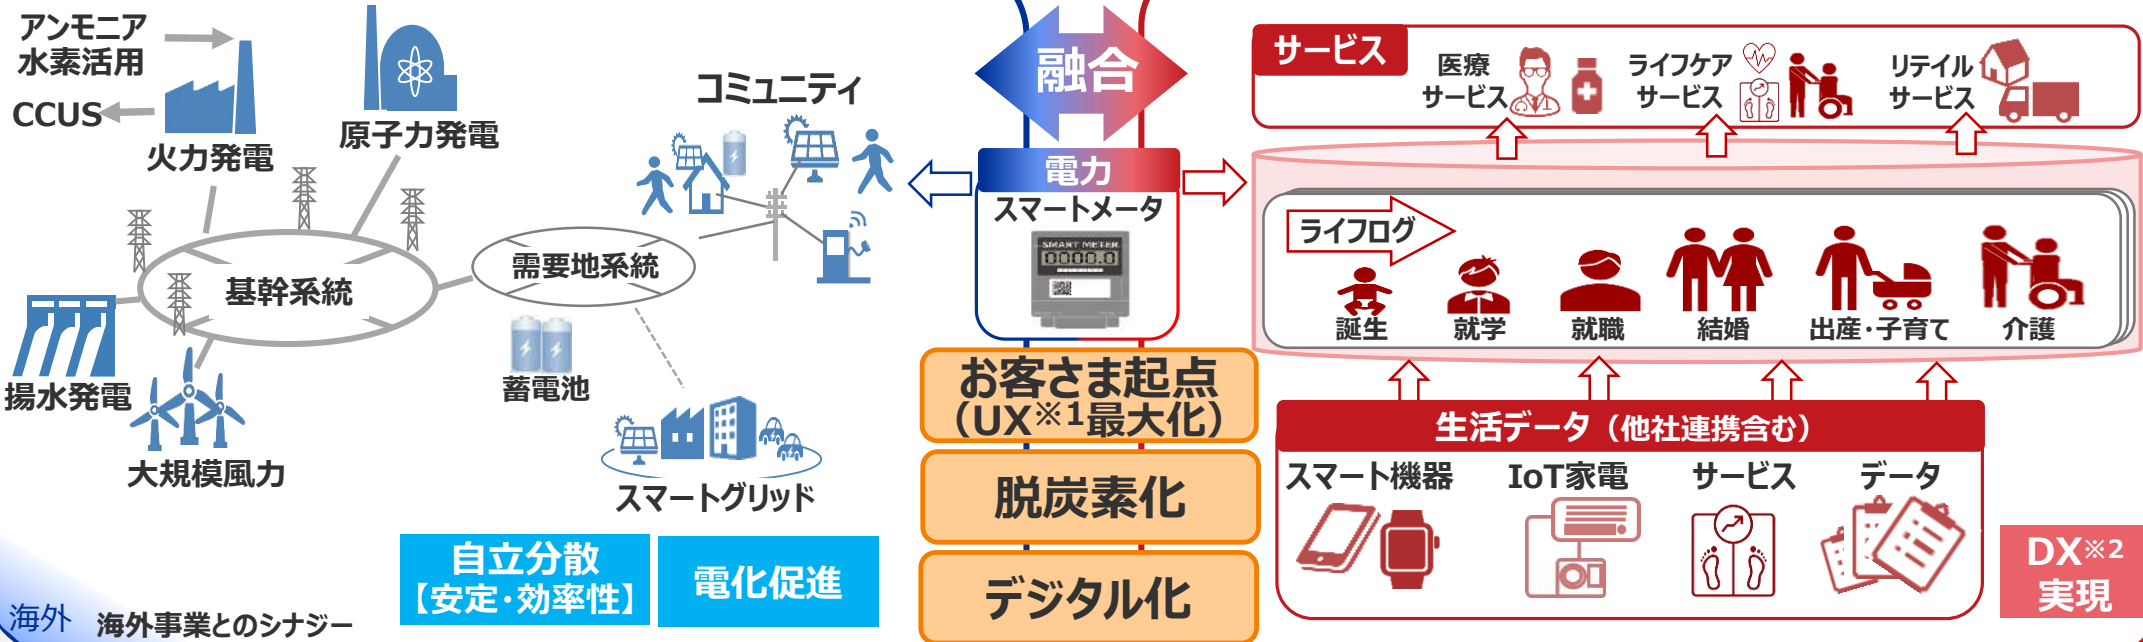 アンモニア
水素活用
CCUS
火力発電
原子力発電
コミュニティ
基幹系統
需要地系統
揚水発電
大規模風力
蓄電池
スマートグリッド
自立分散
【安定・効率性】
電化促進
海外
海外事業とのシナジー
融合
電力
スマートメータ
SMART METER
0000.0
お客さま起点
（UX※1最大化）
脱炭素化
デジタル化
サービス
医療
サービス
ライフケア
サービス
リテイル
サービス
ライフログ
誕生
就学
就職
結婚
出産・子育て
介護
生活データ（他社連携含む）
スマート機器
IoT家電
サービス
データ
DX※2
実現